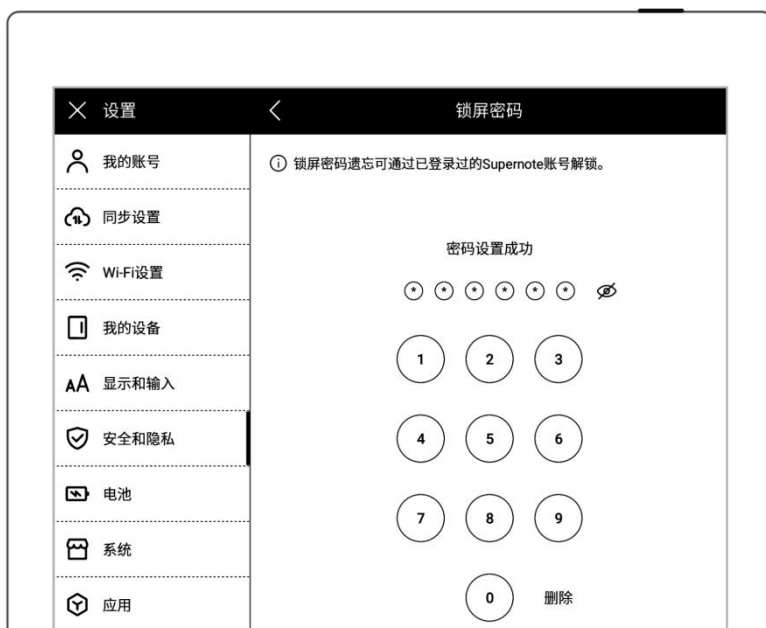 设置
锁屏密码
我的账号
同步设置
Wi-Fi设置
我的设备
AA 显示和输入
安全和隐私
电池
系统
应用
锁屏密码遗忘可通过已登录过的Supernote账号解锁。
密码设置成功
* * * * * *
1 2 3
4 5 6
7 8 9
0 删除